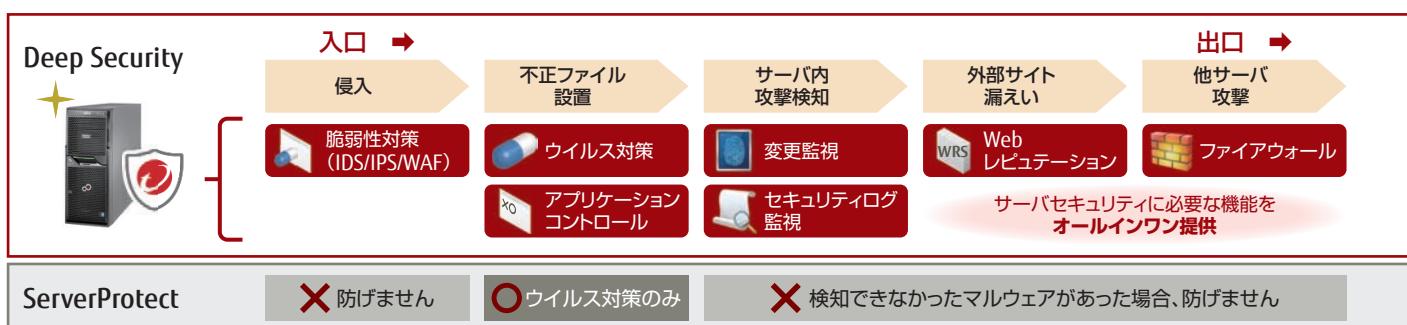 Deep Security
入口 ➡
出口 ➡
侵入
不正ファイル
設置
サーバ内
攻撃検知
外部サイト
漏えい
他サーバ
攻撃
脆弱性対策
（IDS/IPS/WAF）
ウイルス対策
変更監視
WRS
Web
レピュテーション
ファイアウォール
XO
アプリケーション
コントロール
セキュリティログ
監視
サーバセキュリティに必要な機能を
オールインワン提供
ServerProtect
✕ 防げません
○ ウイルス対策のみ
✕ 検知できなかったマルウェアがあった場合、防げません